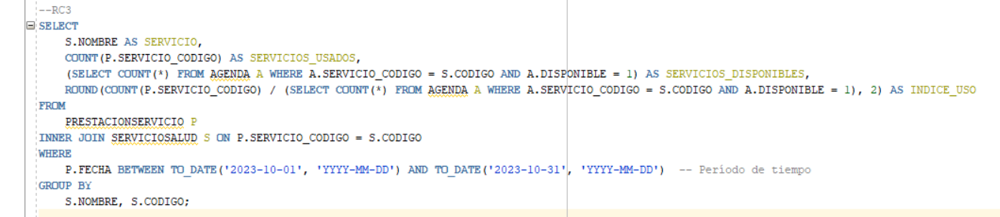 --RC3
SELECT
S.NOMBRE AS SERVICIO,
COUNT(P.SERVICIO_CODIGO) AS SERVICIOS_USADOS,
(SELECT COUNT(*) FROM AGENDA A WHERE A.SERVICIO_CODIGO = S.CODIGO AND A.DISPONIBLE = 1) AS SERVICIOS_DISPONIBLES,
ROUND(COUNT(P.SERVICIO_CODIGO) / (SELECT COUNT(*) FROM AGENDA A WHERE A.SERVICIO_CODIGO = S.CODIGO AND A.DISPONIBLE = 1), 2) AS INDICE_USO
FROM
PRESTACIONSERVICIO P
INNER JOIN SERVICIOSALUD S ON P.SERVICIO_CODIGO = S.CODIGO
WHERE
P.FECHA BETWEEN TO_DATE('2023-10-01', 'YYYY-MM-DD') AND TO_DATE('2023-10-31', 'YYYY-MM-DD')  -- Período de tiempo
GROUP BY
S.NOMBRE, S.CODIGO;